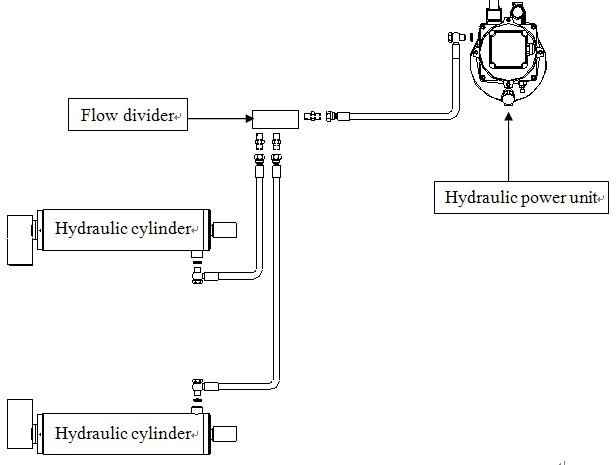 Flow divider
Hydraulic power unit
Hydraulic cylinder
Hydraulic cylinder